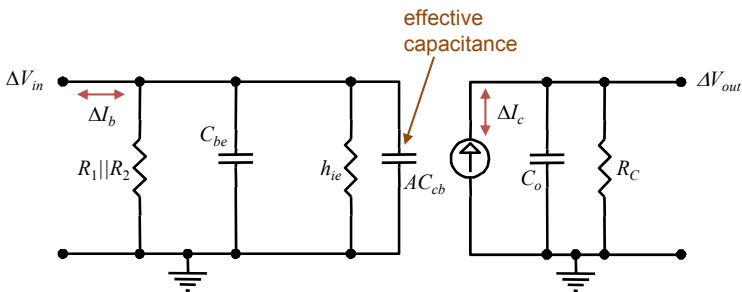 effective
capacitance
ΔV_in
ΔI_b
R_1||R_2
C_be
h_ie
AC_cb
ΔI_c
C_o
R_C
ΔV_out